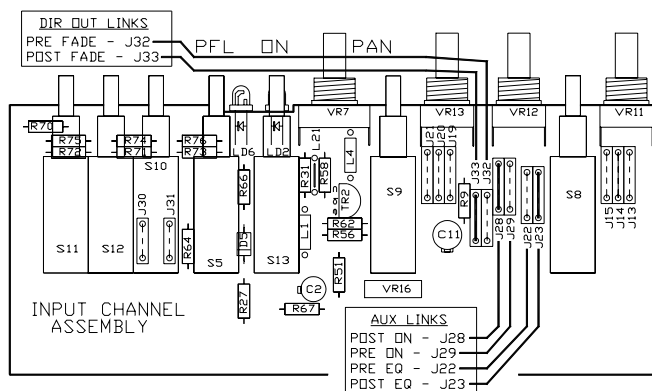 DIR OUT LINKS
PRE FADE - J32
POST FADE - J33
PFL ON PAN
VR7
VR13
VR12
VR11
R70
R75
R72
R74
R71
R76
R73
LD6
LD2
L21
L4
J21
J20
J19
J33
J32
S10
R31
R58
R66
TR2
S9
R9
S8
J30
J31
J28
J29
J22
J23
J15
J14
J13
L1
R62
R56
C11
S11
S12
R64
S5
D5
S13
R51
R27
C2
R67
VR16
INPUT CHANNEL
ASSEMBLY
AUX LINKS
POST ON - J28
PRE ON - J29
PRE EQ - J22
POST EQ - J23